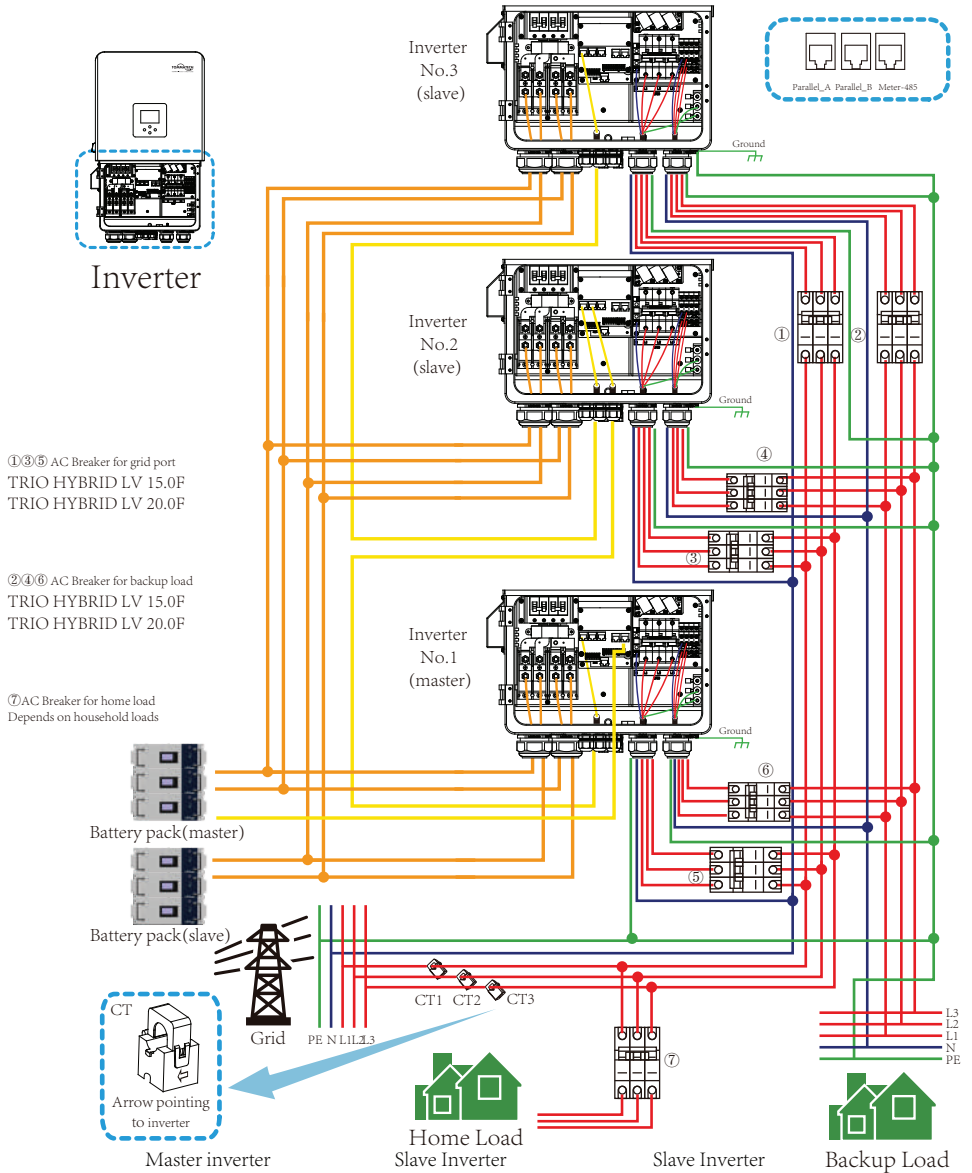 Inverter
No.3
(slave)
Parallel_A Parallel_B Meter-485
Ground
Inverter
Inverter
No.2
(slave)
①
②
Ground
①③⑤ AC Breaker for grid port
TRIO HYBRID LV 15.0F
TRIO HYBRID LV 20.0F
④
③
②④⑥ AC Breaker for backup load
TRIO HYBRID LV 15.0F
TRIO HYBRID LV 20.0F
Inverter
No.1
(master)
⑦AC Breaker for home load
Depends on household loads
Ground
⑥
Battery pack(master)
⑤
Battery pack(slave)
CT1 CT2 CT3
CT
Grid
PE N L1 L2 L3
L3
L2
L1
N
PE
⑦
Arrow pointing
to inverter
Home Load
Backup Load
Master inverter Slave Inverter Slave Inverter